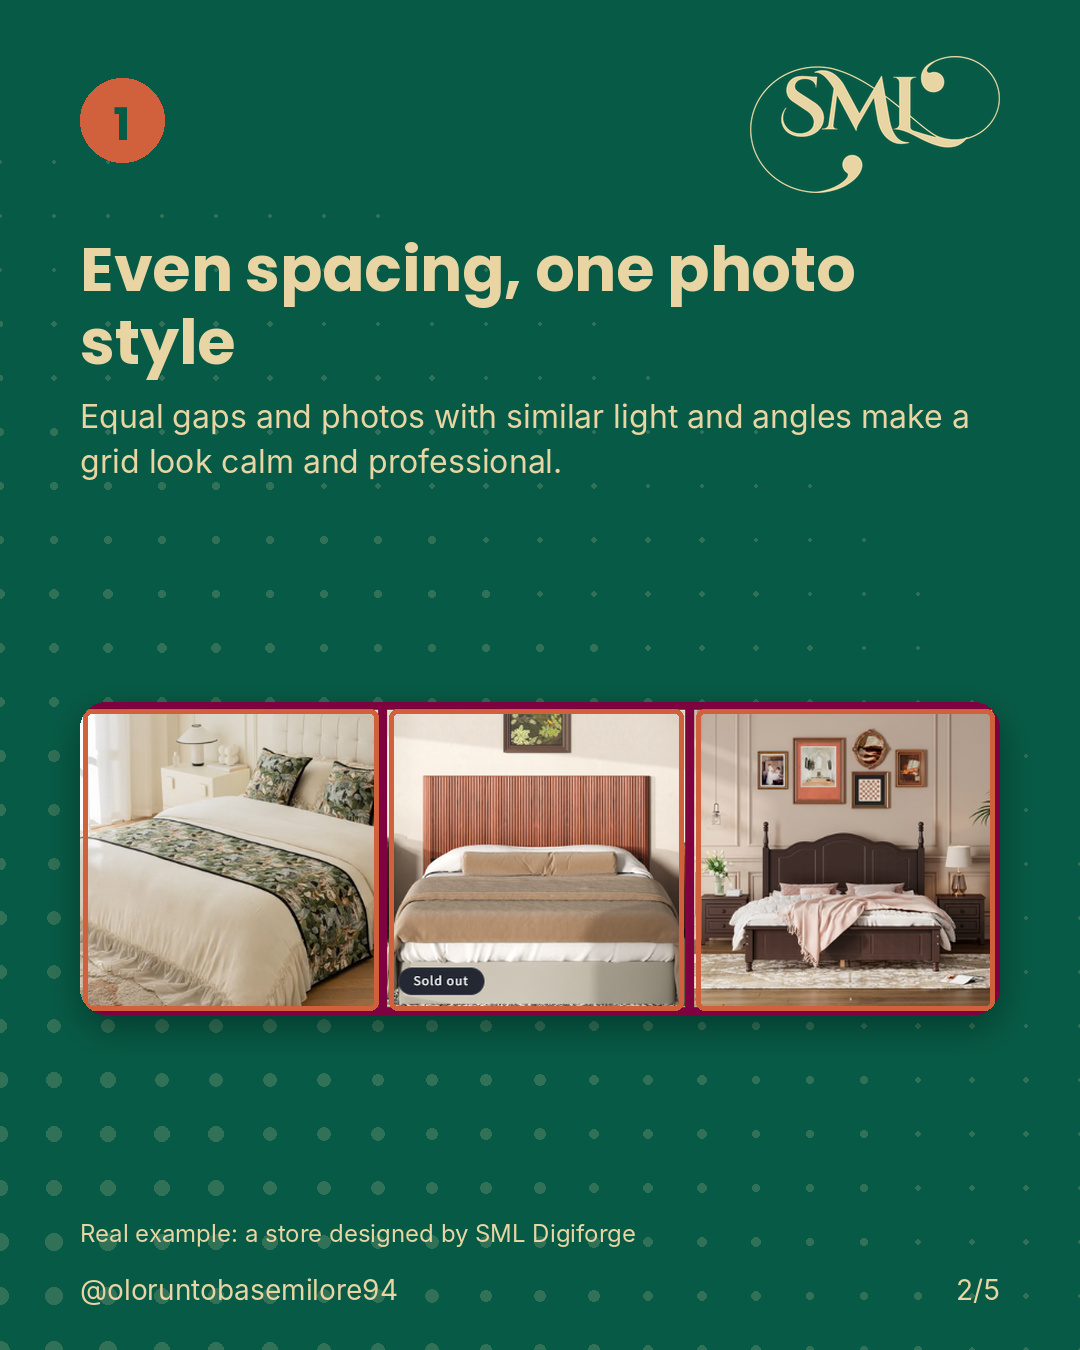 1
SML
Even spacing, one photo
style
Equal gaps and photos with similar light and angles make a
grid look calm and professional.
Sold out
Real example: a store designed by SML Digiforge
@oloruntobasemilore94
2/5